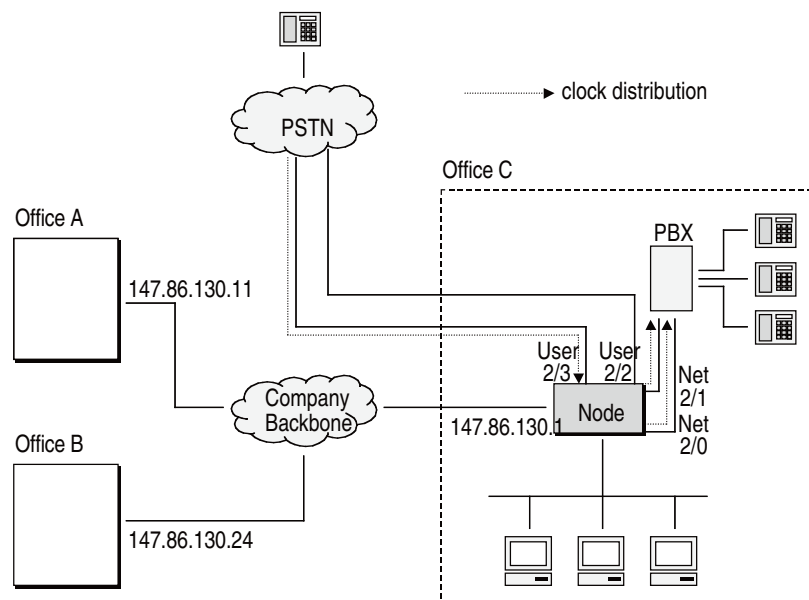 clock distribution
PSTN
Office C
Office A
PBX
147.86.130.11
User
2/3
User
2/2
Net
2/1
Company
Backbone
Node
147.86.130.1
Net
2/0
Office B
147.86.130.24